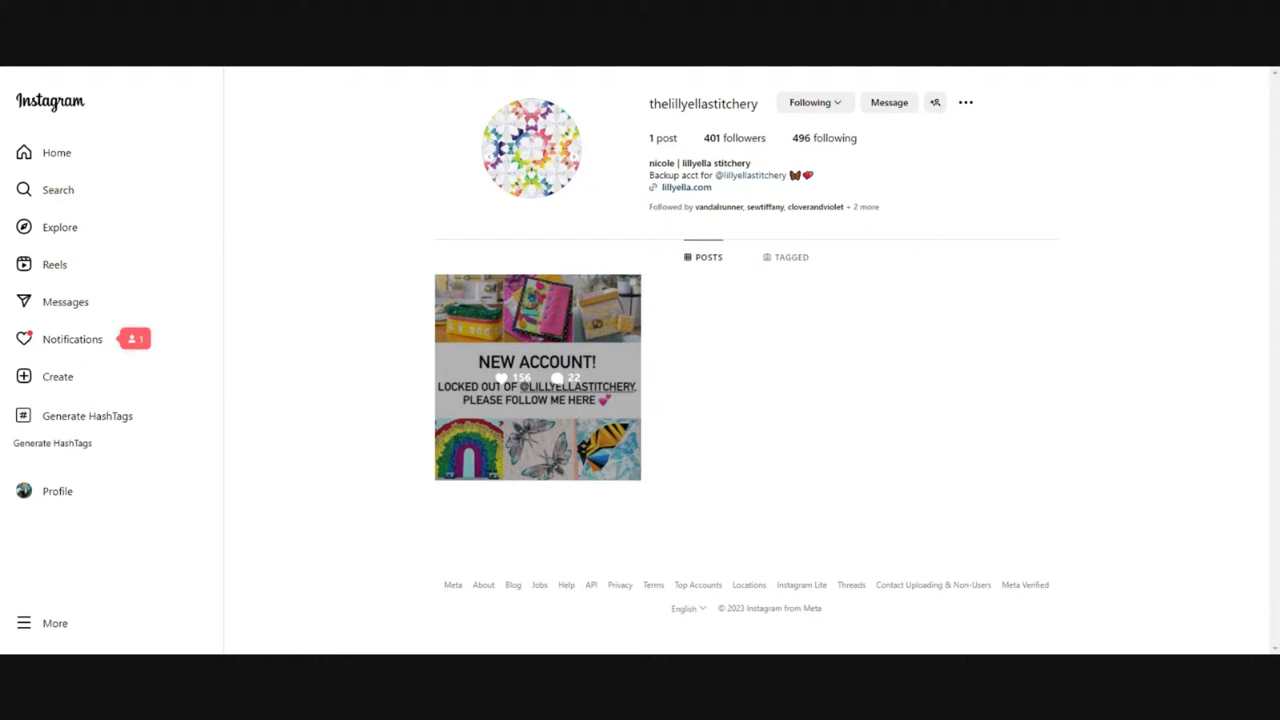 Instagram
Home
Search
Explore
Reels
Messages
Notifications
1
Create
Generate HashTags
Generate HashTags
Profile
More
thelillyellastitchery Following Message
1 post 401 followers 496 following
nicole | lillyella stitchery
Backup acct for @lillyellastitchery
lillyella.com
Followed by vandalrunner, sewtiffany, cloverandviolet + 2 more
POSTS TAGGED
NEW ACCOUNT!
156 22
LOCKED OUT OF @LILLYELLASTITCHERY,
PLEASE FOLLOW ME HERE
Meta About Blog Jobs Help API Privacy Terms Top Accounts Locations Instagram Lite Threads Contact Uploading & Non-Users Meta Verified
English © 2023 Instagram from Meta